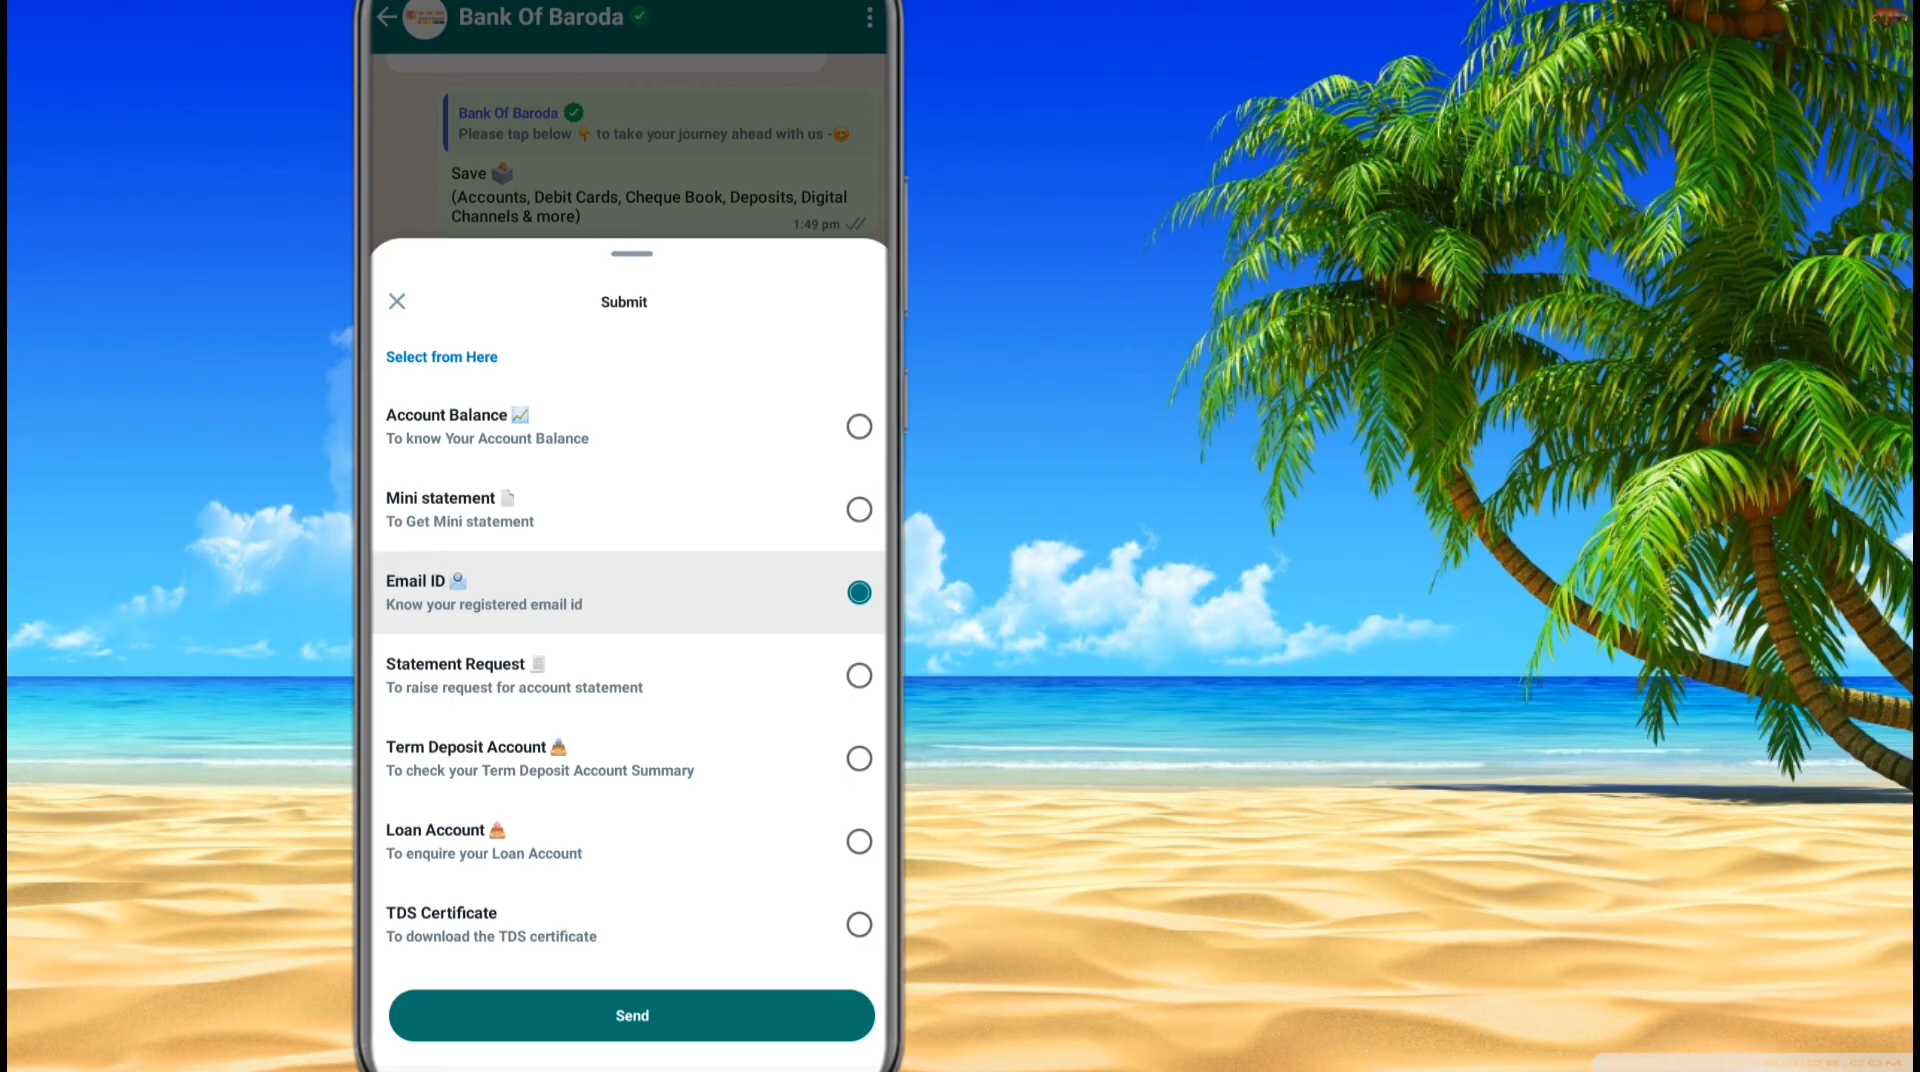 Bank Of Baroda
Bank Of Baroda
Please tap below 👇 to take your journey ahead with us -😊
Save 🗳️
(Accounts, Debit Cards, Cheque Book, Deposits, Digital
Channels & more)
1:49 pm
Submit
Select from Here
Account Balance 📈
To know Your Account Balance
Mini statement 📄
To Get Mini statement
Email ID 📧
Know your registered email id
Statement Request 🧾
To raise request for account statement
Term Deposit Account 📥
To check your Term Deposit Account Summary
Loan Account 📤
To enquire your Loan Account
TDS Certificate
To download the TDS certificate
Send